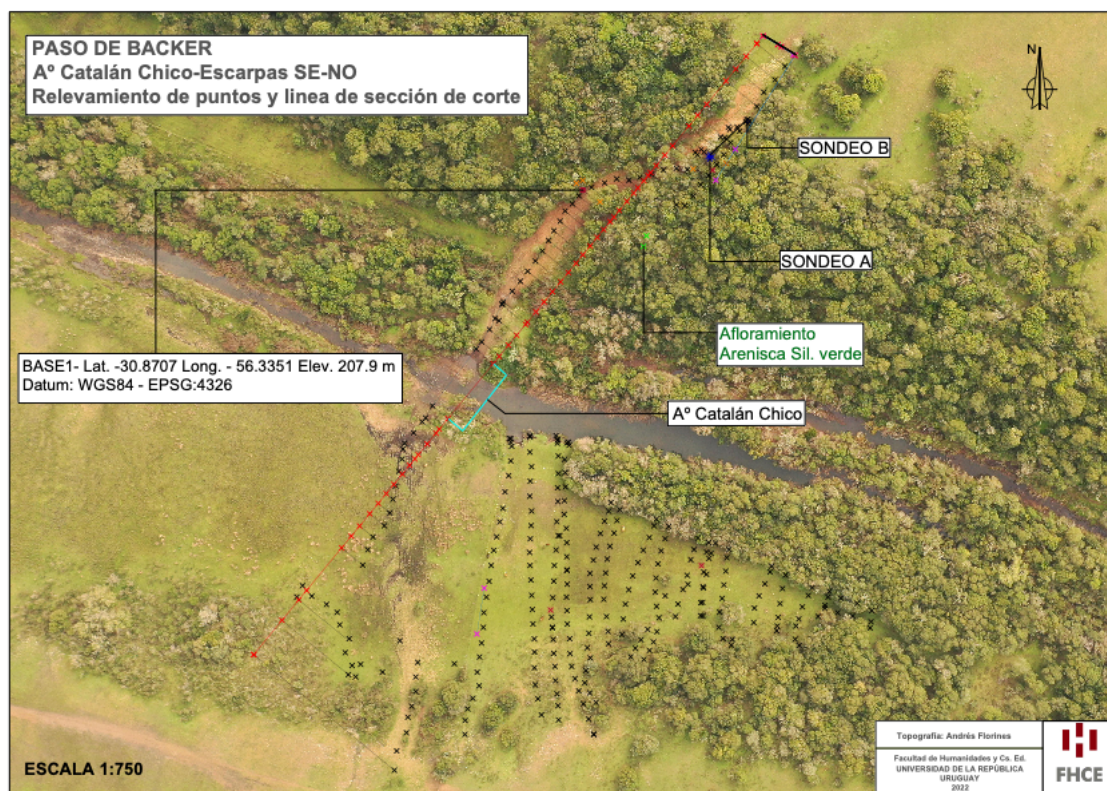 PASO DE BACKER
Aº Catalán Chico-Escarpas SE-NO
Relevamiento de puntos y linea de sección de corte
N
SONDEO B
SONDEO A
Afloramiento
Arenisca Sil. verde
BASE1- Lat. -30.8707 Long. - 56.3351 Elev. 207.9 m
Datum: WGS84 - EPSG:4326
Aº Catalán Chico
ESCALA 1:750
Topografía: Andrés Florines
Facultad de Humanidades y Cs. Ed.
UNIVERSIDAD DE LA REPÚBLICA
URUGUAY
2022
FHCE